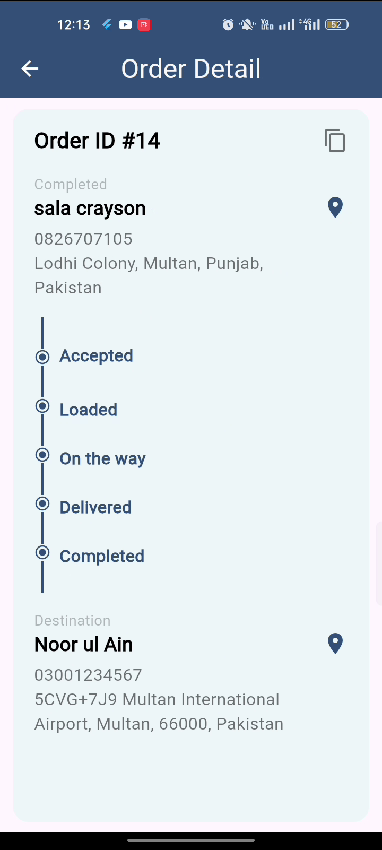 12:13
52
Order Detail
Order ID #14
Completed
sala crayson
0826707105
Lodhi Colony, Multan, Punjab,
Pakistan
Accepted
Loaded
On the way
Delivered
Completed
Destination
Noor ul Ain
03001234567
5CVG+7J9 Multan International
Airport, Multan, 66000, Pakistan